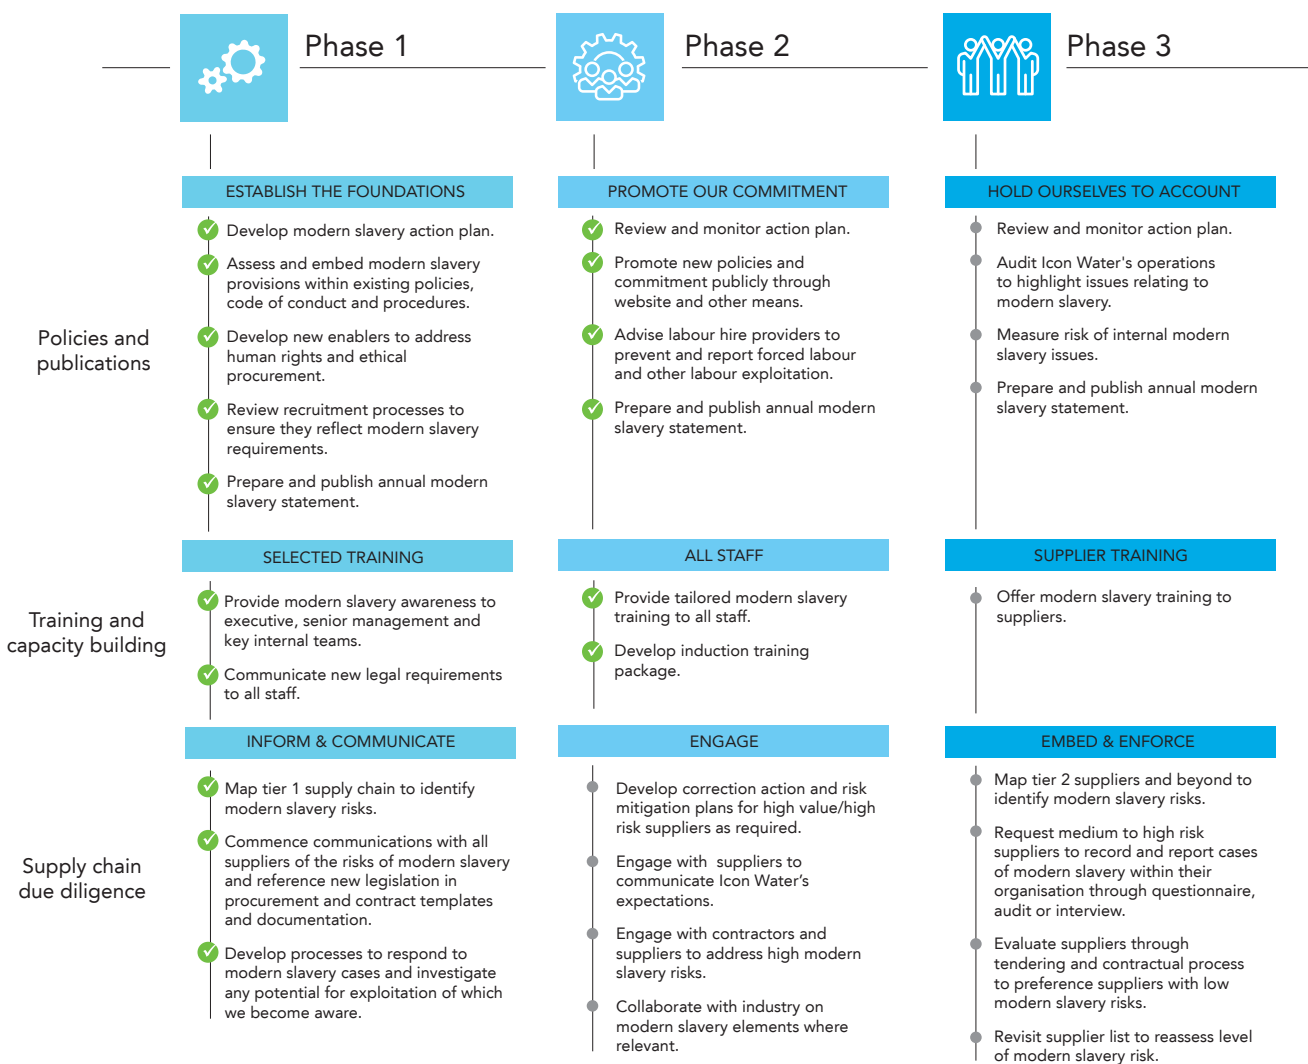 Phase 1
Phase 2
Phase 3
Policies and
publications
ESTABLISH THE FOUNDATIONS
Develop modern slavery action plan.
Assess and embed modern slavery
provisions within existing policies,
code of conduct and procedures.
Develop new enablers to address
human rights and ethical
procurement.
Review recruitment processes to
ensure they reflect modern slavery
requirements.
Prepare and publish annual modern
slavery statement.
PROMOTE OUR COMMITMENT
Review and monitor action plan.
Promote new policies and
commitment publicly through
website and other means.
Advise labour hire providers to
prevent and report forced labour
and other labour exploitation.
Prepare and publish annual modern
slavery statement.
HOLD OURSELVES TO ACCOUNT
Review and monitor action plan.
Audit Icon Water's operations
to highlight issues relating to
modern slavery.
Measure risk of internal modern
slavery issues.
Prepare and publish annual modern
slavery statement.
Training and
capacity building
SELECTED TRAINING
Provide modern slavery awareness to
executive, senior management and
key internal teams.
Communicate new legal requirements
to all staff.
ALL STAFF
Provide tailored modern slavery
training to all staff.
Develop induction training
package.
SUPPLIER TRAINING
Offer modern slavery training to
suppliers.
Supply chain
due diligence
INFORM & COMMUNICATE
Map tier 1 supply chain to identify
modern slavery risks.
Commence communications with all
suppliers of the risks of modern slavery
and reference new legislation in
procurement and contract templates
and documentation.
Develop processes to respond to
modern slavery cases and investigate
any potential for exploitation of which
we become aware.
ENGAGE
Develop correction action and risk
mitigation plans for high value/high
risk suppliers as required.
Engage with suppliers to
communicate Icon Water’s
expectations.
Engage with contractors and
suppliers to address high modern
slavery risks.
Collaborate with industry on
modern slavery elements where
relevant.
EMBED & ENFORCE
Map tier 2 suppliers and beyond to
identify modern slavery risks.
Request medium to high risk
suppliers to record and report cases
of modern slavery within their
organisation through questionnaire,
audit or interview.
Evaluate suppliers through
tendering and contractual process
to preference suppliers with low
modern slavery risks.
Revisit supplier list to reassess level
of modern slavery risk.